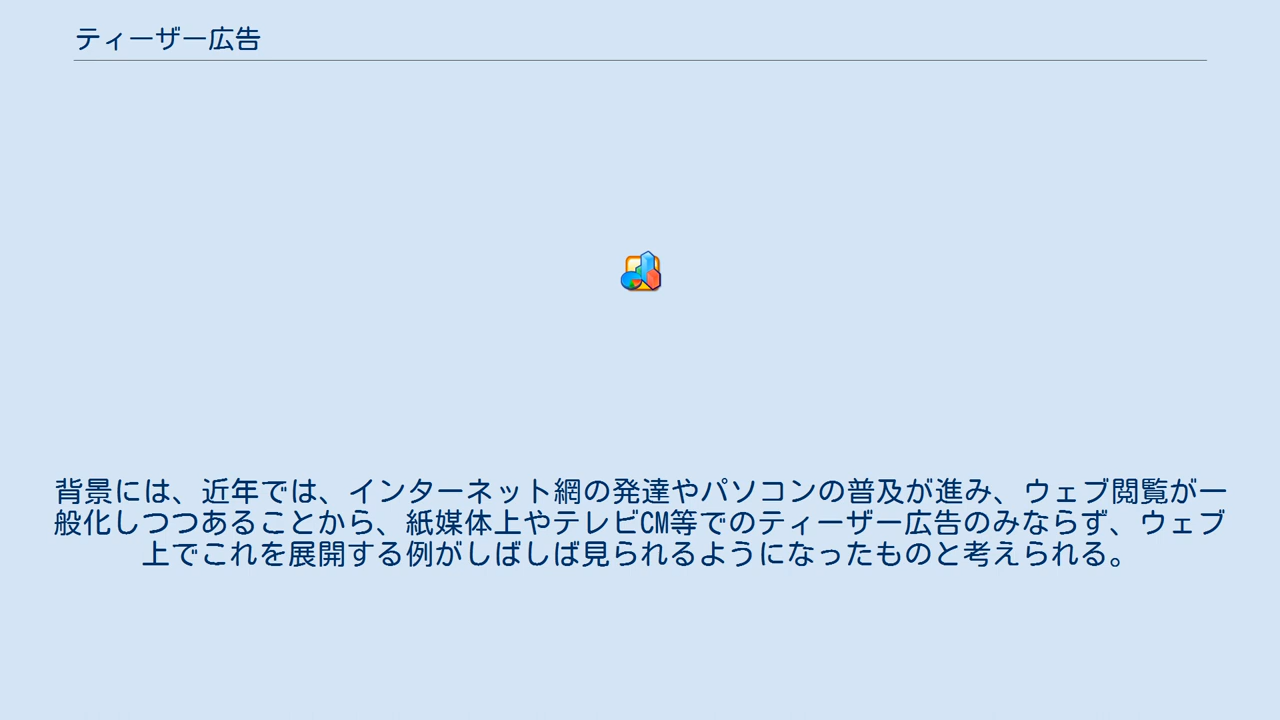 ティーザー広告
背景には、近年では、インターネット網の発達やパソコンの普及が進み、ウェブ閲覧が一
般化しつつあることから、紙媒体上やテレビCM等でのティーザー広告のみならず、ウェブ
上でこれを展開する例がしばしば見られるようになったものと考えられる。